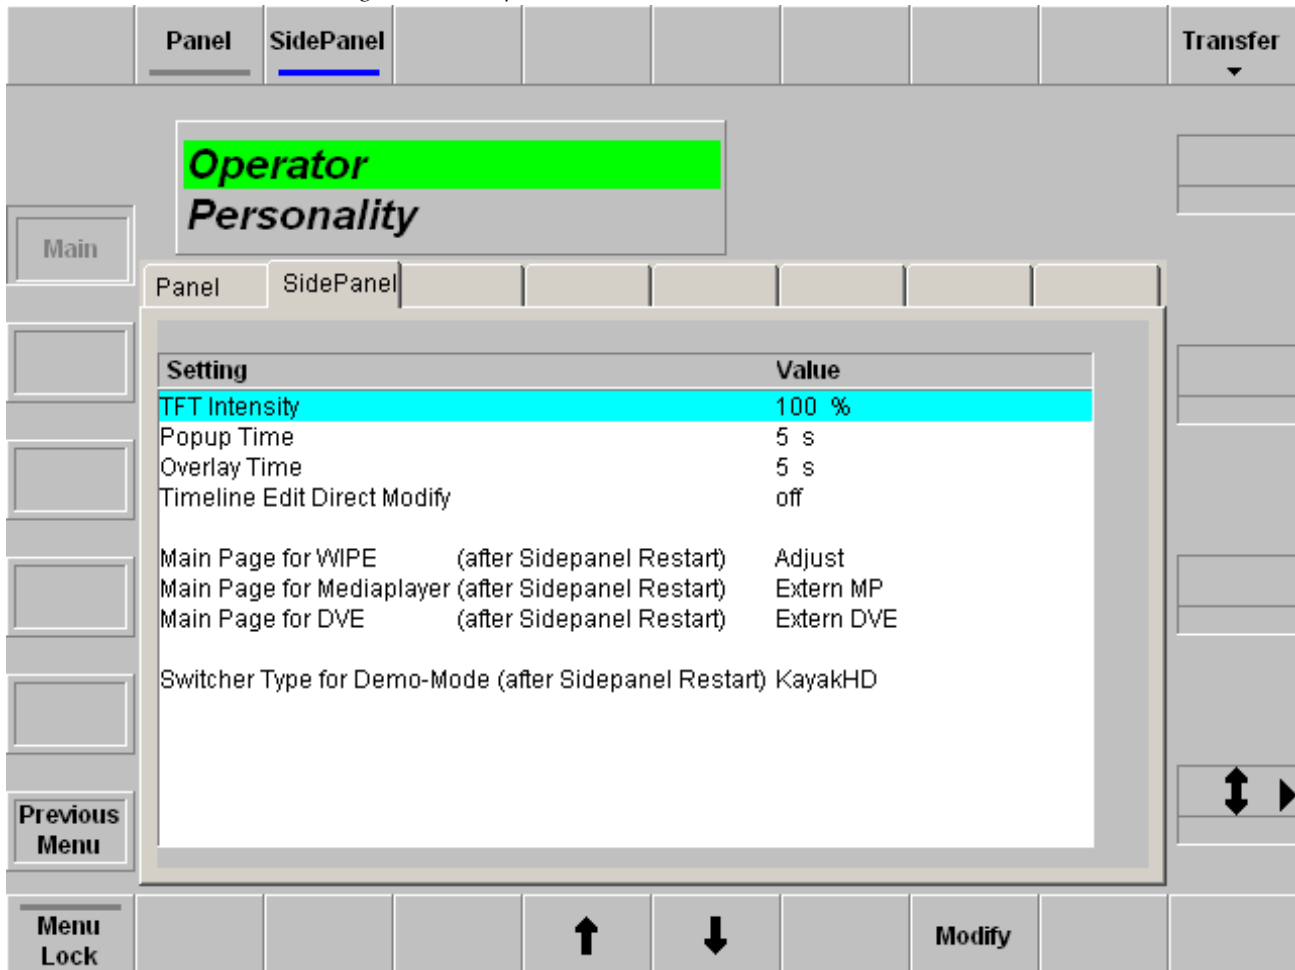 Panel SidePanel Transfer
Operator
Personality
Main
Panel SidePanel
Setting Value
TFT Intensity 100 %
Popup Time 5 s
Overlay Time 5 s
Timeline Edit Direct Modify off
Main Page for WIPE (after Sidepanel Restart) Adjust
Main Page for Mediaplayer (after Sidepanel Restart) Extern MP
Main Page for DVE (after Sidepanel Restart) Extern DVE
Switcher Type for Demo-Mode (after Sidepanel Restart) KayakHD
Previous
Menu
Menu
Lock
Modify